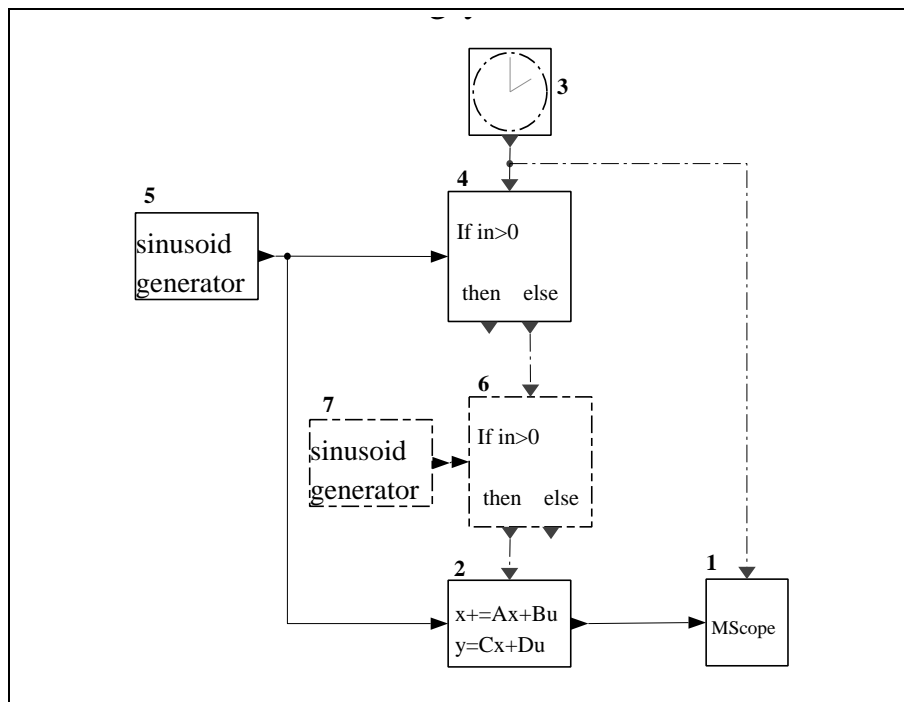 3
4
5
If in>0
sinusoid
generator
then else
6
7
If in>0
sinusoid
generator
then else
2
1
x+=Ax+Bu
y=Cx+Du
MScope